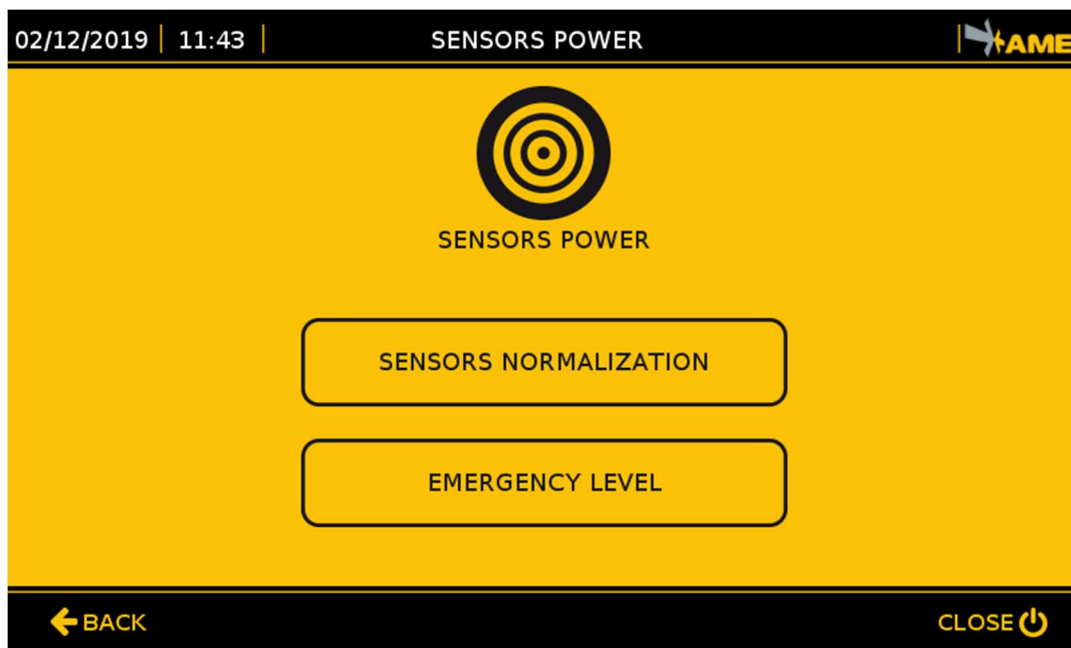 02/12/2019 11:43 SENSORS POWER AME
SENSORS POWER
SENSORS NORMALIZATION
EMERGENCY LEVEL
BACK CLOSE